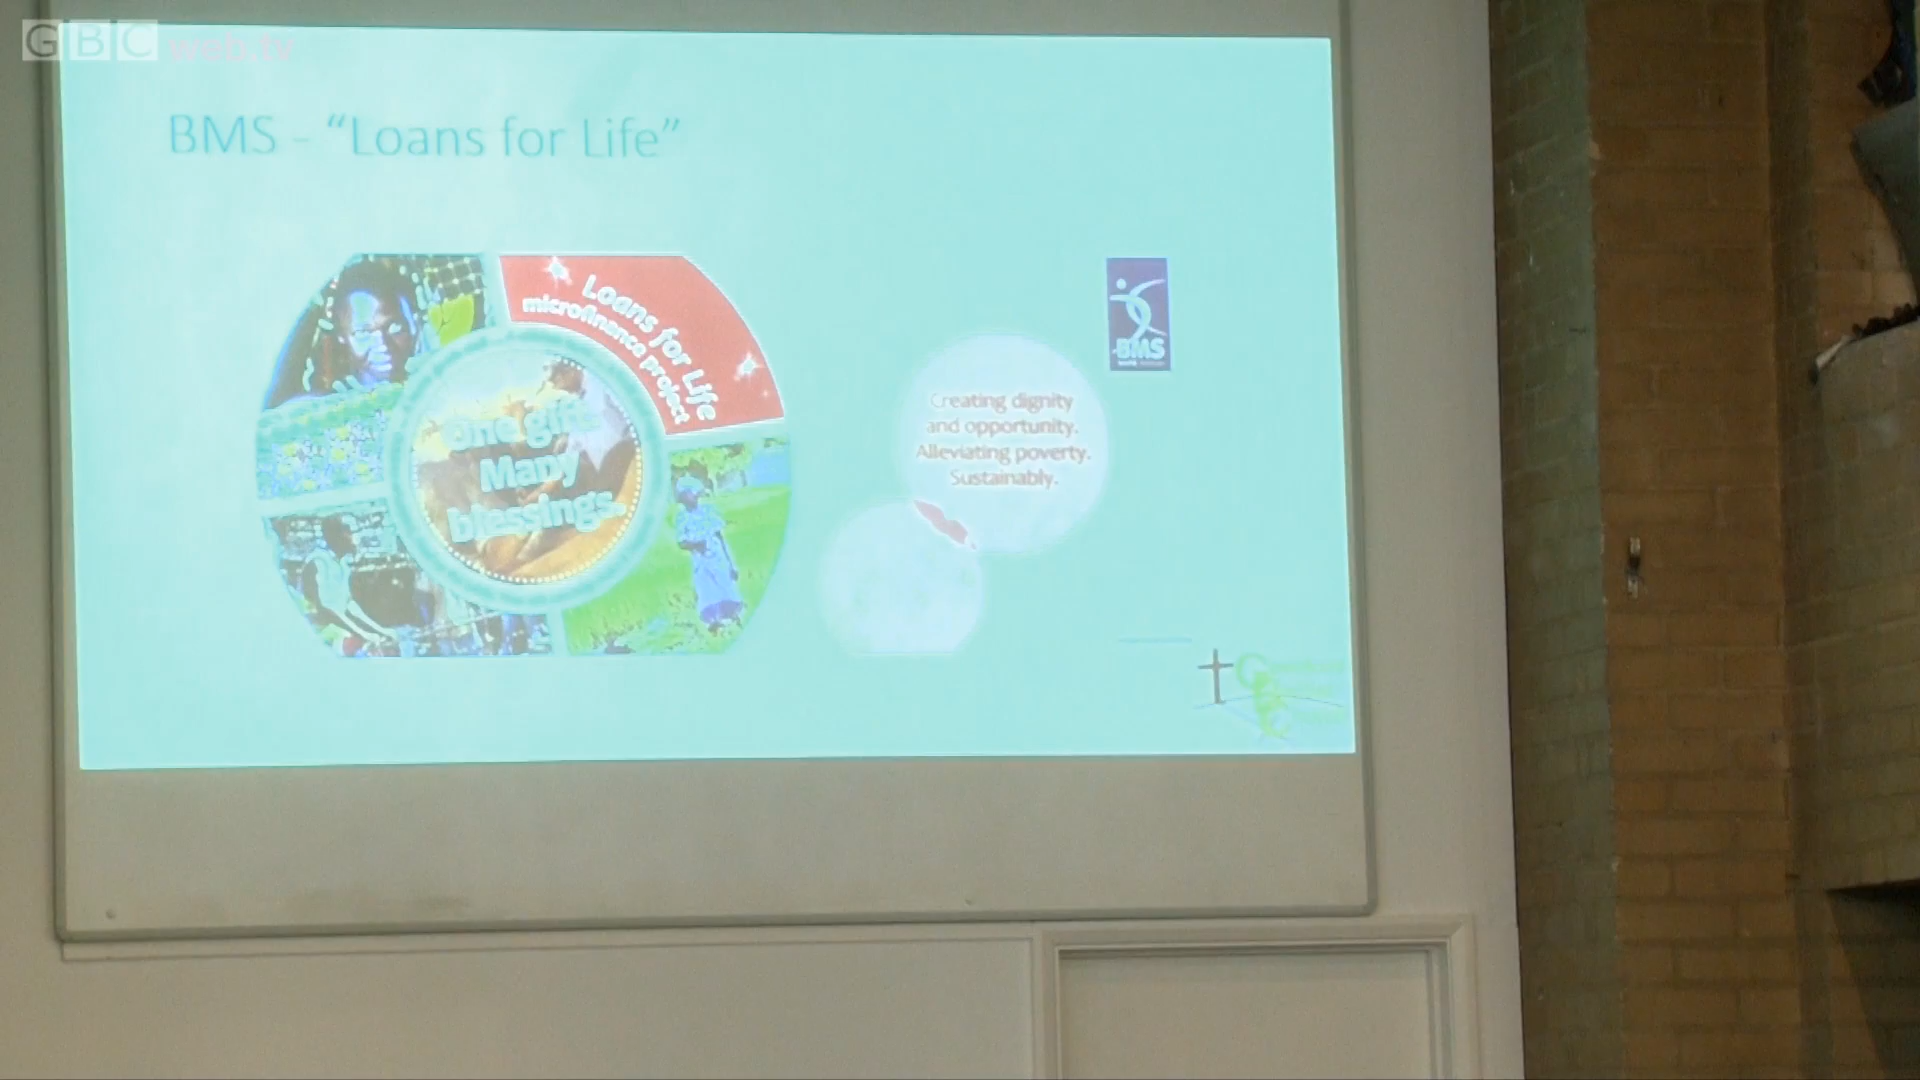 GBC web.tv
BMS - “Loans for Life”
Loans for Life
microfinance project
One gift.
Many
blessings.
BMS
Creating dignity
and opportunity.
Alleviating poverty.
Sustainably.